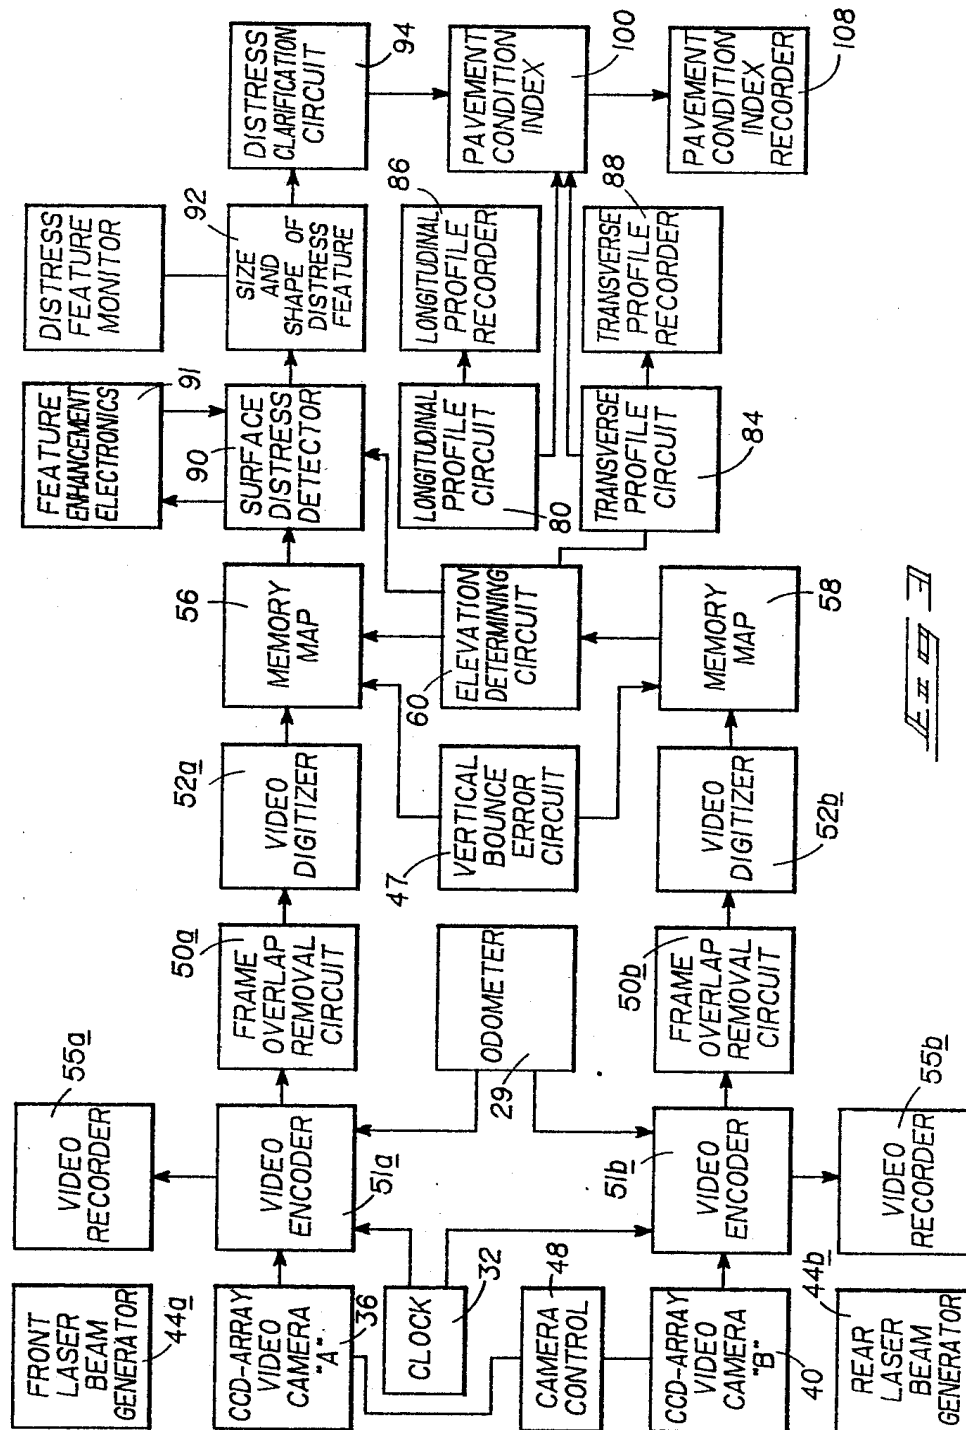 FRONT
LASER
BEAM
GENERATOR
44a
VIDEO
RECORDER
55a
FEATURE
ENHANCEMENT
ELECTRONICS
91
DISTRESS
FEATURE
MONITOR
CCD-ARRAY
VIDEO
CAMERA
"A"
36
VIDEO
ENCODER
51a
FRAME
OVERLAP
REMOVAL
CIRCUIT
50a
VIDEO
DIGITIZER
52a
MEMORY
MAP
56
SURFACE
DISTRESS
DETECTOR
90
SIZE
AND
SHAPE OF
DISTRESS
FEATURE
92
DISTRESS
CLARIFICATION
CIRCUIT
94
CLOCK
32
CAMERA
CONTROL
48
ODOMETER
29
VERTICAL
BOUNCE
ERROR
CIRCUIT
47
ELEVATION
DETERMINING
CIRCUIT
60
LONGITUDINAL
PROFILE
CIRCUIT
80
LONGITUDINAL
PROFILE
RECORDER
86
PAVEMENT
CONDITION
INDEX
100
CCD-ARRAY
VIDEO
CAMERA
"B"
40
VIDEO
ENCODER
51b
FRAME
OVERLAP
REMOVAL
CIRCUIT
50b
VIDEO
DIGITIZER
52b
MEMORY
MAP
58
TRANSVERSE
PROFILE
CIRCUIT
84
TRANSVERSE
PROFILE
RECORDER
88
PAVEMENT
CONDITION
INDEX
RECORDER
108
REAR
LASER
BEAM
GENERATOR
44b
VIDEO
RECORDER
55b